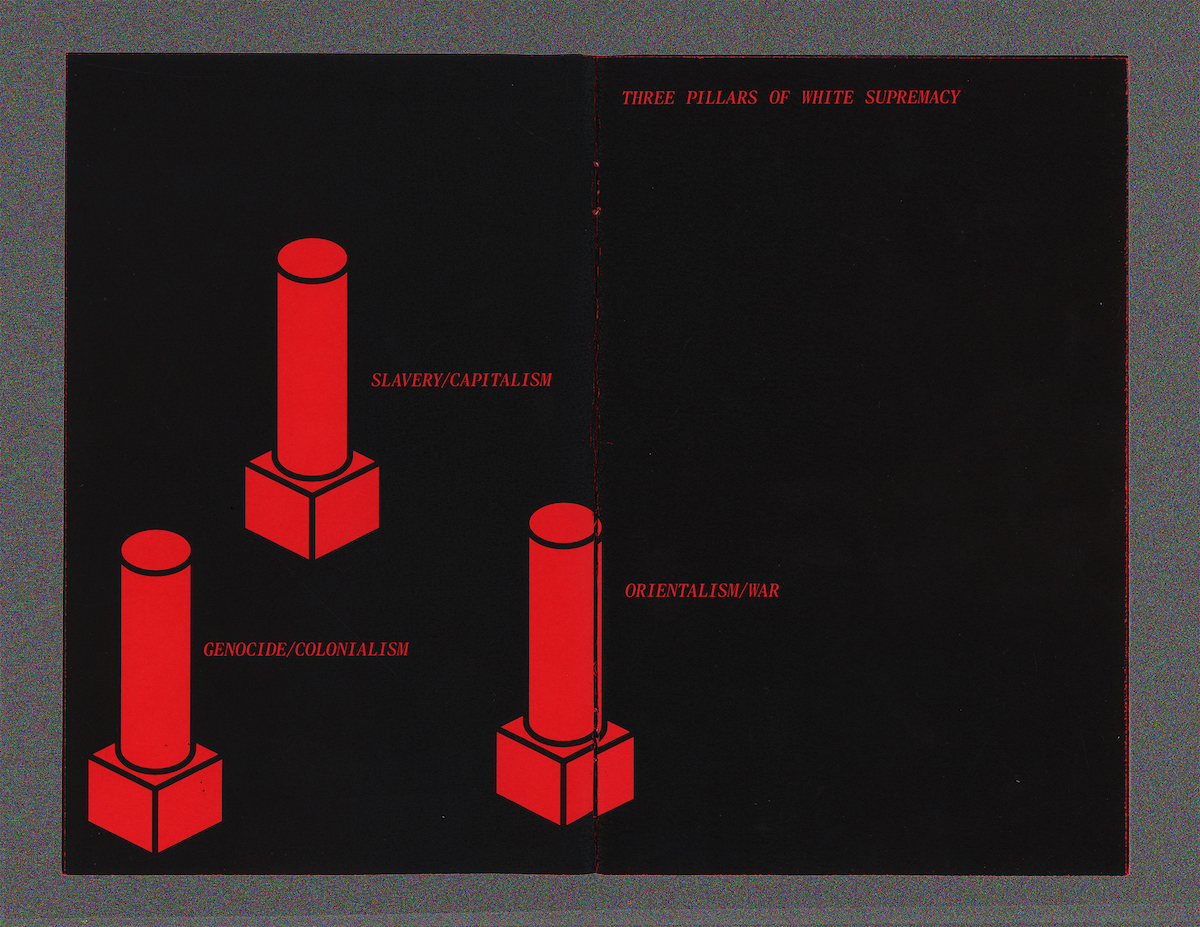 THREE PILLARS OF WHITE SUPREMACY
SLAVERY/CAPITALISM
ORIENTALISM/WAR
GENOCIDE/COLONIALISM